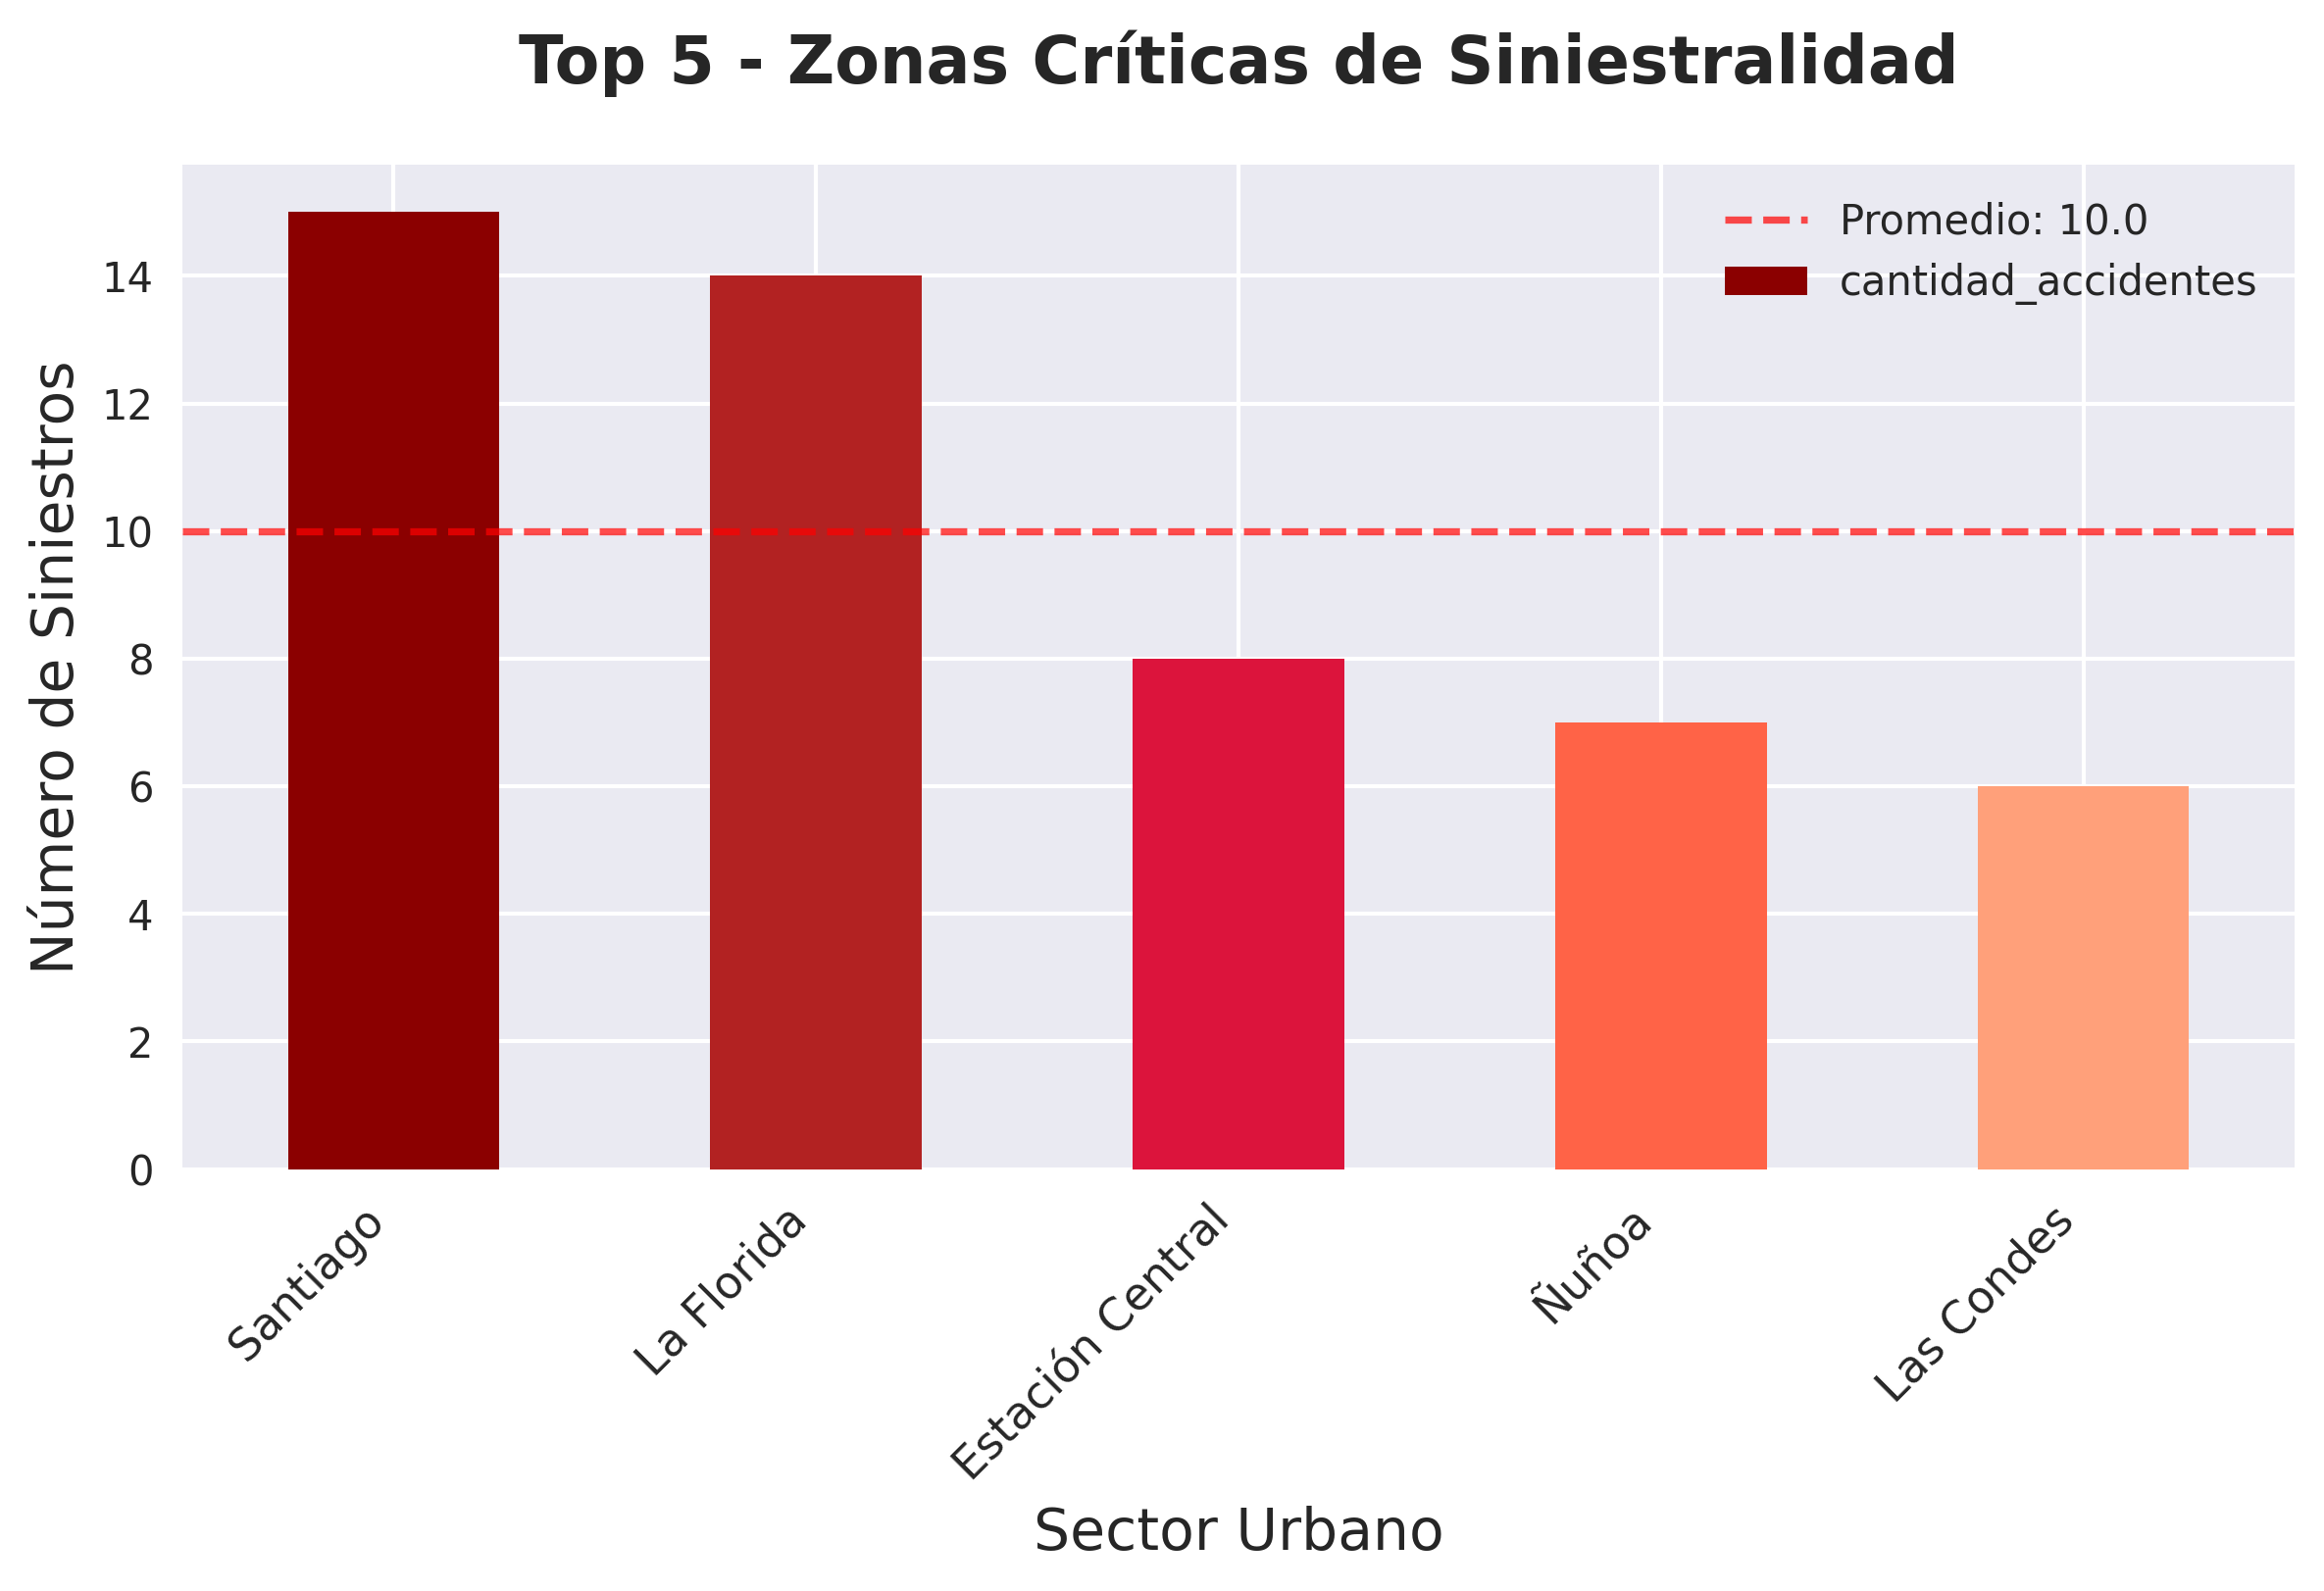 Top 5 - Zonas Críticas de Siniestralidad
Promedio: 10.0
cantidad_accidentes
Número de Siniestros
14
12
10
8
6
4
2
0
Santiago
La Florida
Estación Central
Ñuñoa
Las Condes
Sector Urbano